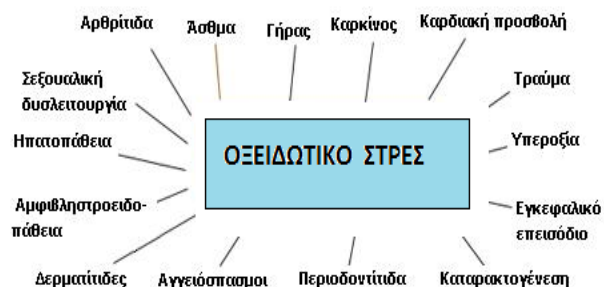 Αρθρίτιδα
Άσθμα
Γήρας
Καρκίνος
Καρδιακή προσβολή
Σεξουαλική
δυσλειτουργία
Τραύμα
Ηπατοπάθεια
ΟΞΕΙΔΩΤΙΚΟ ΣΤΡΕΣ
Υπεροξία
Αμφιβληστροειδο-
πάθεια
Εγκεφαλικό
επεισόδιο
Δερματίτιδες
Αγγειόσπασμοι
Περιοδοντίτιδα
Καταρακτογένεση